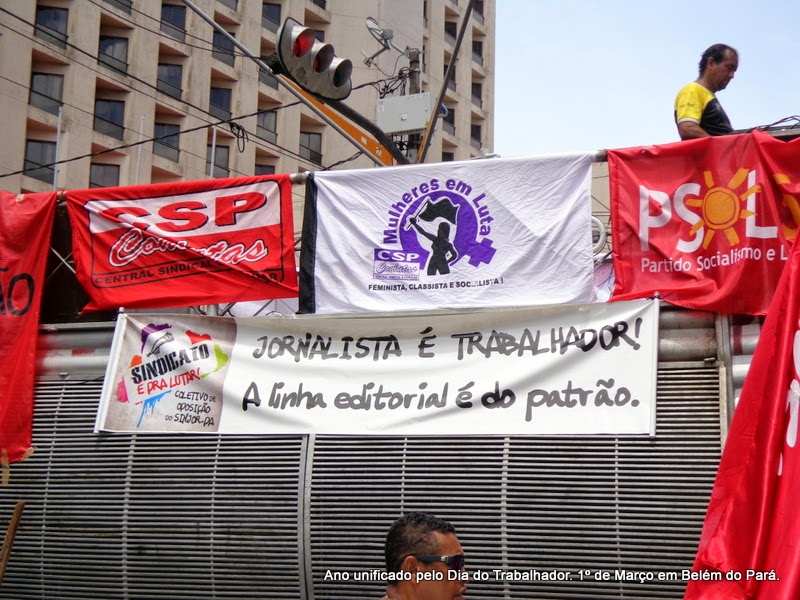 ÃO
CSP
Conlutas
CENTRAL SINDICAL
Mulheres em Luta
CSP
Conlutas
FEMINISTA, CLASSISTA E SOCIALISTA!
PSOL
Partido Socialismo e L
SINDICATO
É PRA LUTAR!
COLETIVO DE
OPOSIÇÃO
DO SINJOR-PA
JORNALISTA É TRABALHADOR!
A linha editorial é do patrão.
Ano unificado pelo Dia do Trabalhador. 1º de Março em Belém do Pará.